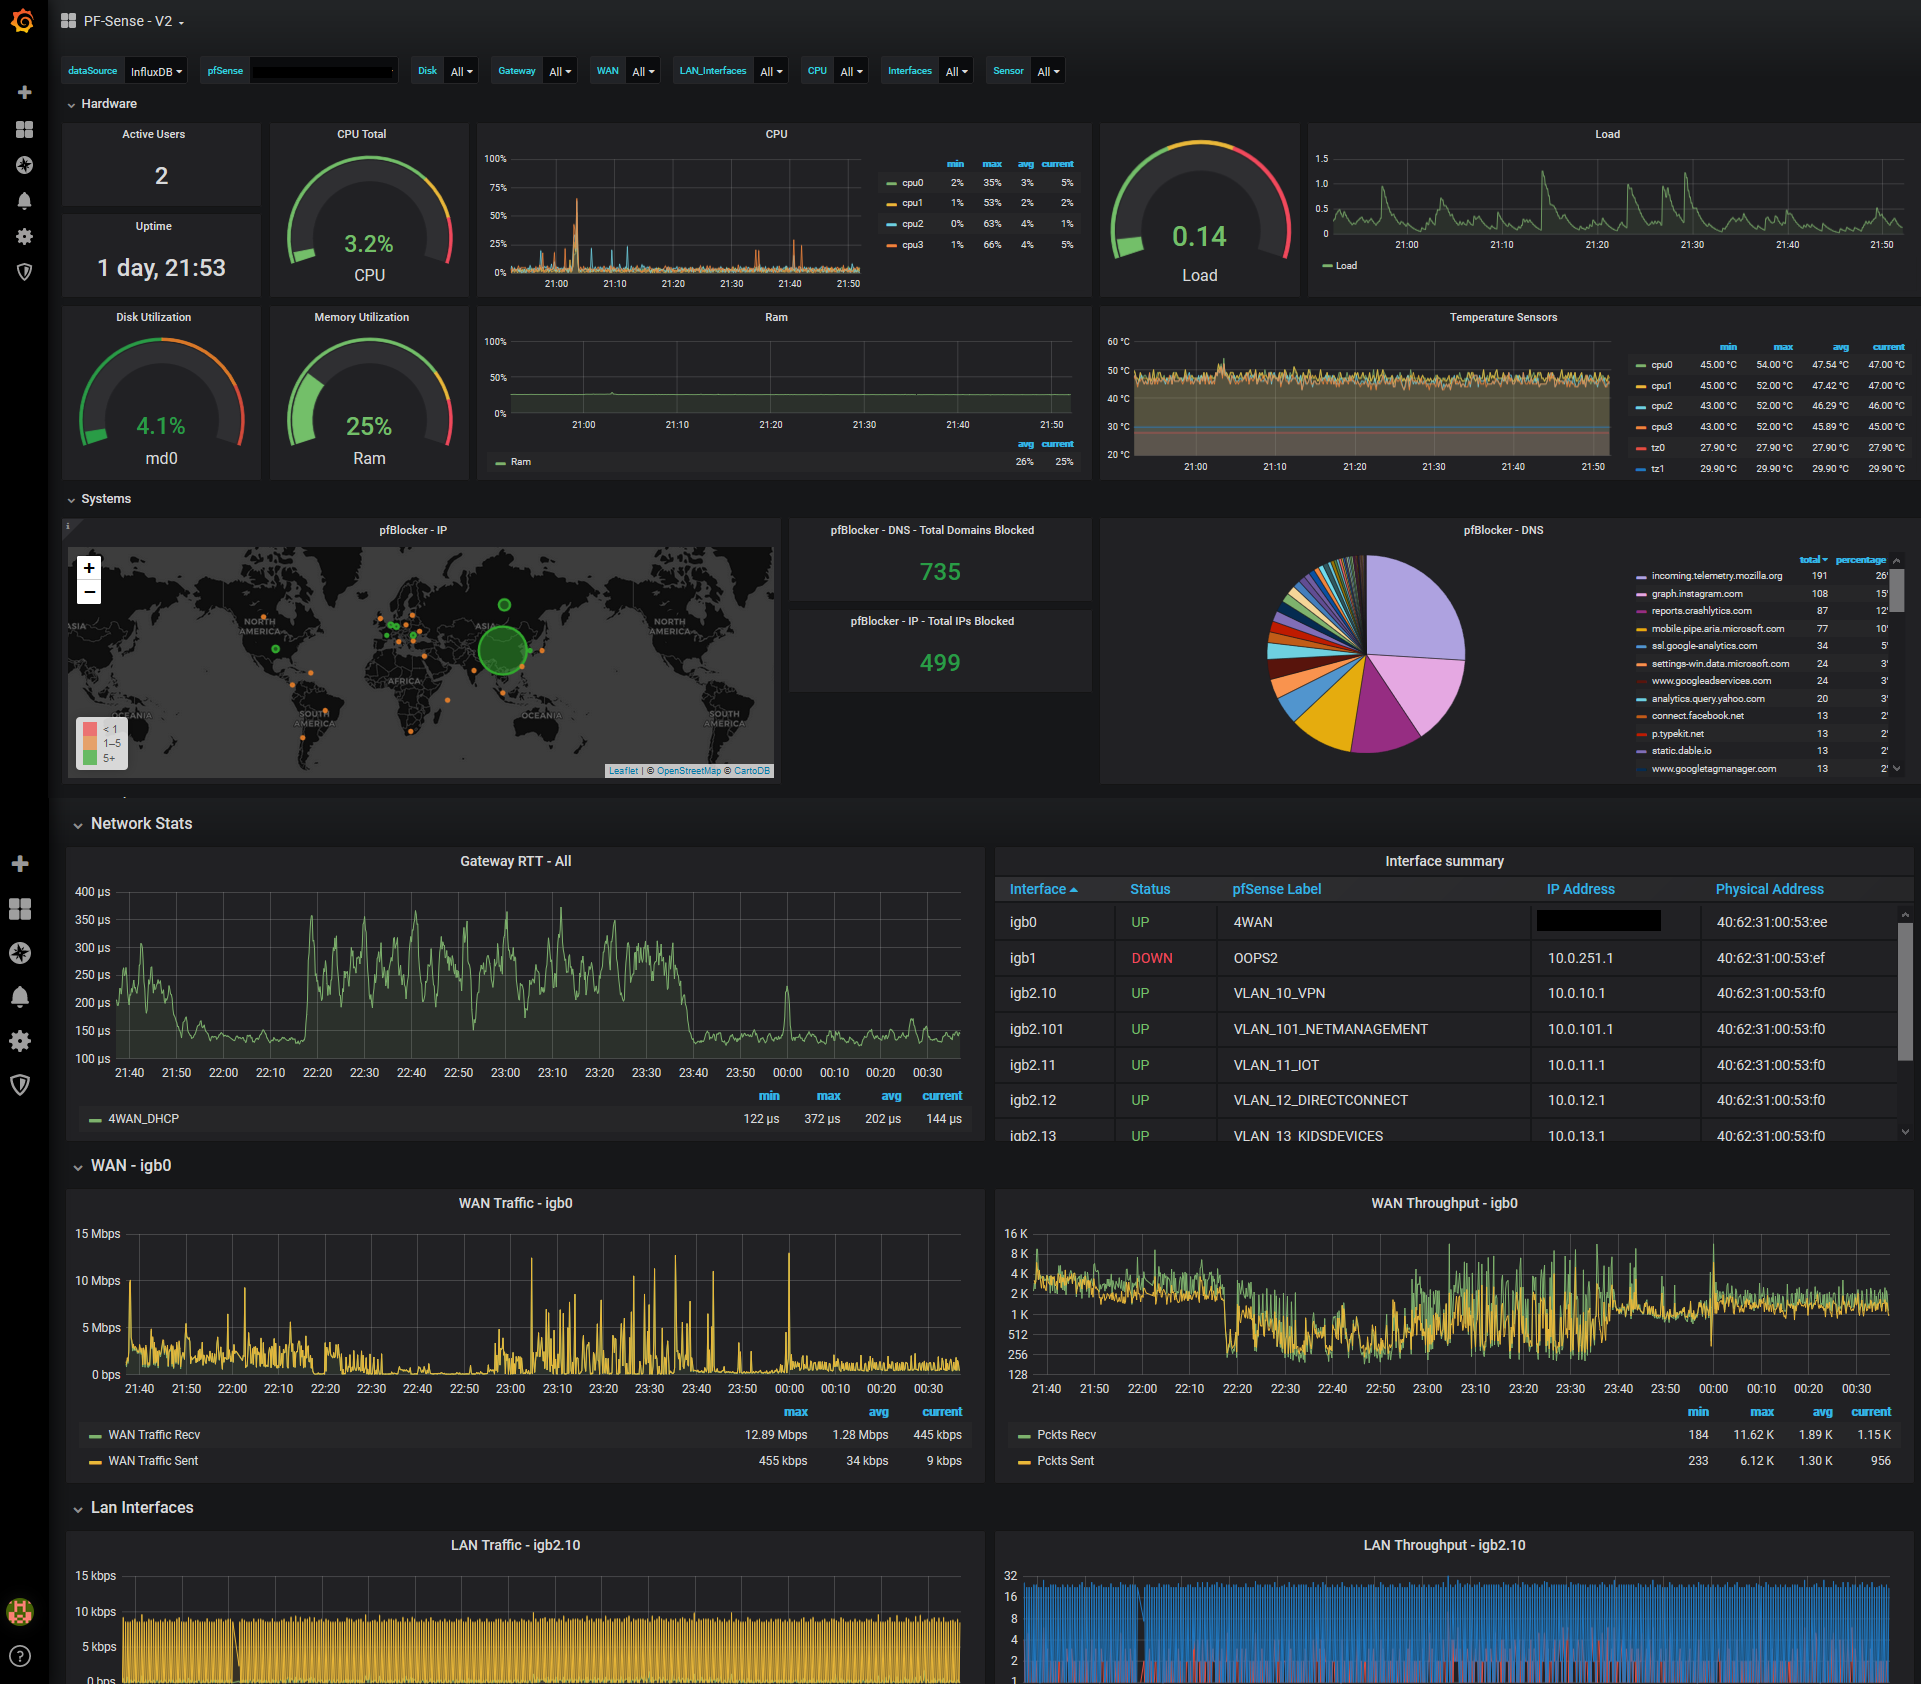 PF-Sense - V2
dataSource InfluxDB pfSense Disk All Gateway All WAN All LAN_Interfaces All CPU All Interfaces All Sensor All
Hardware
Active Users
2
Uptime
1 day, 21:53
CPU Total
3.2%
CPU
CPU
100%
75%
50%
25%
0%
21:00 21:10 21:20 21:30 21:40 21:50
min max avg current
cpu0 2% 35% 3% 5%
cpu1 1% 53% 2% 2%
cpu2 0% 63% 4% 1%
cpu3 1% 66% 4% 5%
0.14
Load
Load
1.5
1.0
0.5
0
21:00 21:10 21:20 21:30 21:40 21:50
Load
Disk Utilization
4.1%
md0
Memory Utilization
25%
Ram
Ram
100%
50%
0%
21:00 21:10 21:20 21:30 21:40 21:50
avg current
Ram 26% 25%
Temperature Sensors
60 °C
50 °C
40 °C
30 °C
20 °C
21:00 21:10 21:20 21:30 21:40 21:50
min max avg current
cpu0 45.00 °C 54.00 °C 47.54 °C 47.00 °C
cpu1 45.00 °C 52.00 °C 47.42 °C 47.00 °C
cpu2 43.00 °C 52.00 °C 46.29 °C 46.00 °C
cpu3 43.00 °C 52.00 °C 45.89 °C 45.00 °C
tz0 27.90 °C 27.90 °C 27.90 °C 27.90 °C
tz1 29.90 °C 29.90 °C 29.90 °C 29.90 °C
Systems
i
pfBlocker - IP
+
−
ASIA
NORTH AMERICA
SOUTH AMERICA
AFRICA
ASIA
OCEANIA
OCEANIA
NORTH AMERICA
SOUTH AMERICA
< 1
1–5
5+
Leaflet | © OpenStreetMap © CartoDB
pfBlocker - DNS - Total Domains Blocked
735
pfBlocker - IP - Total IPs Blocked
499
pfBlocker - DNS
total percentage
incoming.telemetry.mozilla.org 191 26
graph.instagram.com 108 15
reports.crashlytics.com 87 12
mobile.pipe.aria.microsoft.com 77 10
ssl.google-analytics.com 34 5
settings-win.data.microsoft.com 24 3
www.googleadservices.com 24 3
analytics.query.yahoo.com 20 3
connect.facebook.net 13 2
p.typekit.net 13 2
static.dable.io 13 2
www.googletagmanager.com 13 2
Network Stats
Gateway RTT - All
400 µs
350 µs
300 µs
250 µs
200 µs
150 µs
100 µs
21:40 21:50 22:00 22:10 22:20 22:30 22:40 22:50 23:00 23:10 23:20 23:30 23:40 23:50 00:00 00:10 00:20 00:30
min max avg current
4WAN_DHCP 122 µs 372 µs 202 µs 144 µs
Interface summary
Interface Status pfSense Label IP Address Physical Address
igb0 UP 4WAN 40:62:31:00:53:ee
igb1 DOWN OOPS2 10.0.251.1 40:62:31:00:53:ef
igb2.10 UP VLAN_10_VPN 10.0.10.1 40:62:31:00:53:f0
igb2.101 UP VLAN_101_NETMANAGEMENT 10.0.101.1 40:62:31:00:53:f0
igb2.11 UP VLAN_11_IOT 10.0.11.1 40:62:31:00:53:f0
igb2.12 UP VLAN_12_DIRECTCONNECT 10.0.12.1 40:62:31:00:53:f0
igb2.13 UP VLAN_13_KIDSDEVICES 10.0.13.1 40:62:31:00:53:f0
WAN - igb0
WAN Traffic - igb0
15 Mbps
10 Mbps
5 Mbps
0 bps
21:40 21:50 22:00 22:10 22:20 22:30 22:40 22:50 23:00 23:10 23:20 23:30 23:40 23:50 00:00 00:10 00:20 00:30
max avg current
WAN Traffic Recv 12.89 Mbps 1.28 Mbps 445 kbps
WAN Traffic Sent 455 kbps 34 kbps 9 kbps
WAN Throughput - igb0
16 K
8 K
4 K
2 K
1 K
512
256
128
21:40 21:50 22:00 22:10 22:20 22:30 22:40 22:50 23:00 23:10 23:20 23:30 23:40 23:50 00:00 00:10 00:20 00:30
min max avg current
Pckts Recv 184 11.62 K 1.89 K 1.15 K
Pckts Sent 233 6.12 K 1.30 K 956
Lan Interfaces
LAN Traffic - igb2.10
15 kbps
10 kbps
5 kbps
0 bps
LAN Throughput - igb2.10
32
16
8
4
2
1
?